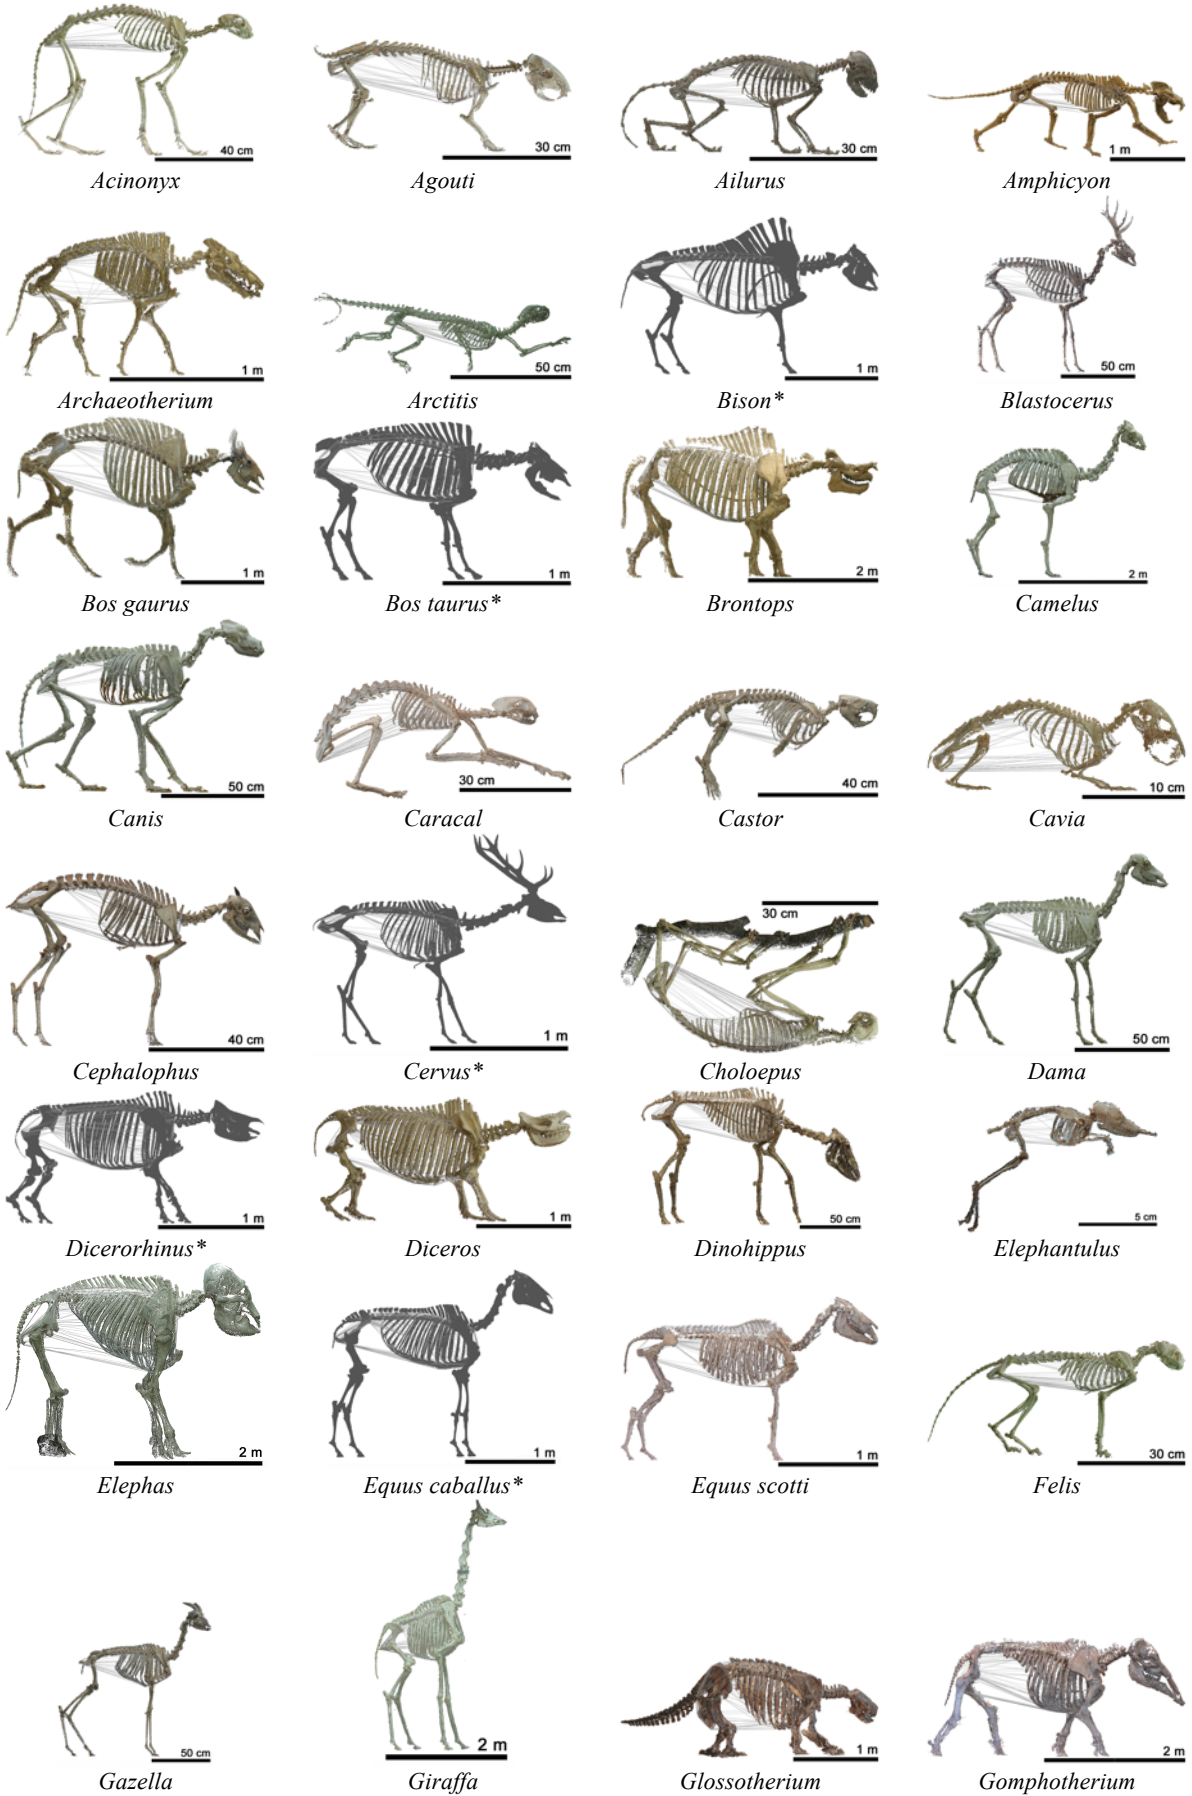 40 cm
30 cm
30 cm
1 m
Acinonyx
Agouti
Ailurus
Amphicyon
1 m
50 cm
1 m
50 cm
Archaeotherium
Arctitis
Bison*
Blastocerus
1 m
1 m
2 m
2 m
Bos gaurus
Bos taurus*
Brontops
Camelus
50 cm
30 cm
40 cm
10 cm
Canis
Caracal
Castor
Cavia
40 cm
1 m
30 cm
50 cm
Cephalophus
Cervus*
Choloepus
Dama
1 m
1 m
50 cm
5 cm
Dicerorhinus*
Diceros
Dinohippus
Elephantulus
2 m
1 m
1 m
30 cm
Elephas
Equus caballus*
Equus scotti
Felis
50 cm
2 m
1 m
2 m
Gazella
Giraffa
Glossotherium
Gomphotherium